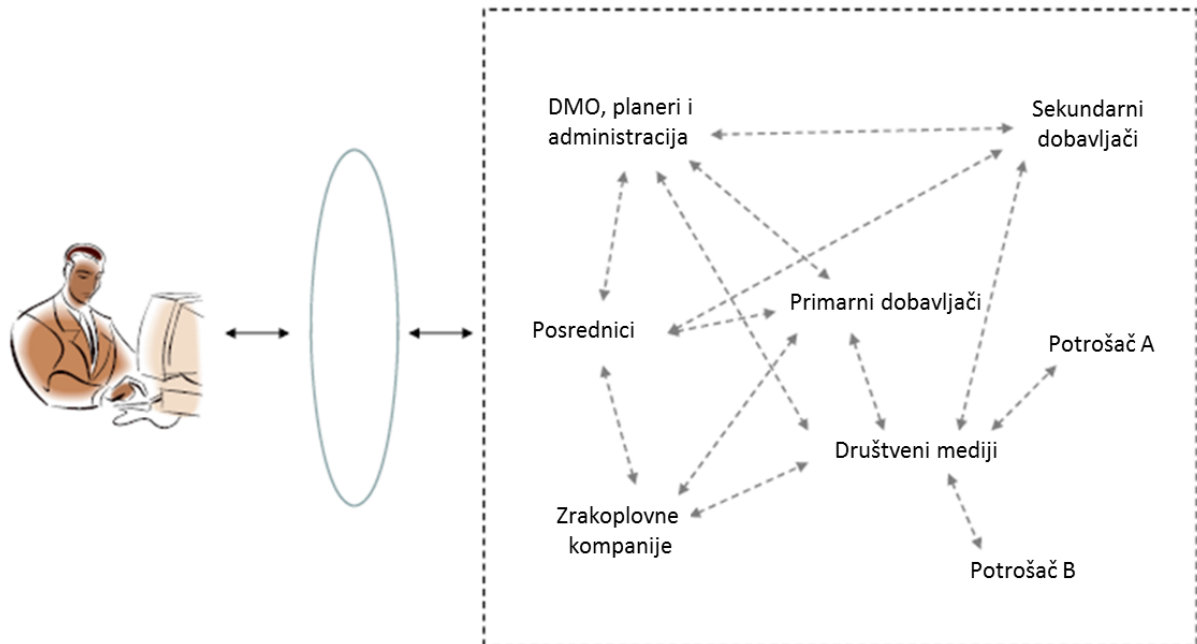 DMO, planeri i
administracija
Sekundarni
dobavljači
Primarni dobavljači
Posrednici
Potrošač A
Društveni mediji
Zrakoplovne
kompanije
Potrošač B